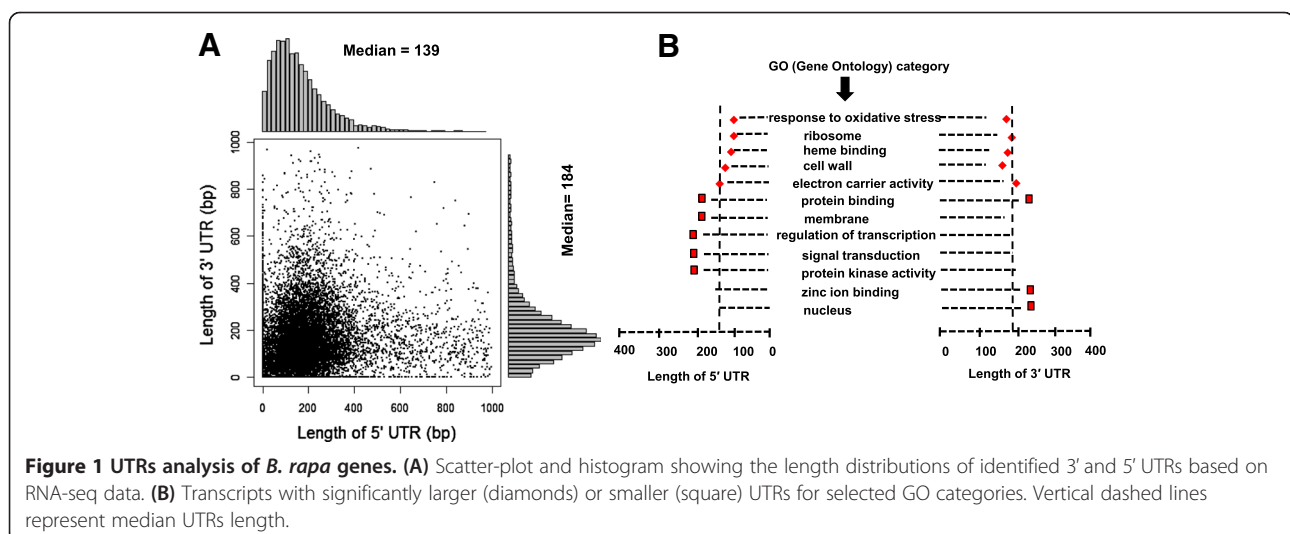 A
Median = 139
Length of 3' UTR (bp)
1000
800
600
400
200
0
0 200 400 600 800 1000
Length of 5' UTR (bp)
Median= 184
B
GO (Gene Ontology) category
response to oxidative stress
ribosome
heme binding
cell wall
electron carrier activity
protein binding
membrane
regulation of transcription
signal transduction
protein kinase activity
zinc ion binding
nucleus
400 200 100 0
Length of 5′ UTR
0 100 200 400
Length of 3′ UTR
Figure 1 UTRs analysis of B. rapa genes. (A) Scatter-plot and histogram showing the length distributions of identified 3′ and 5′ UTRs based on
RNA-seq data. (B) Transcripts with significantly larger (diamonds) or smaller (square) UTRs for selected GO categories. Vertical dashed lines
represent median UTRs length.